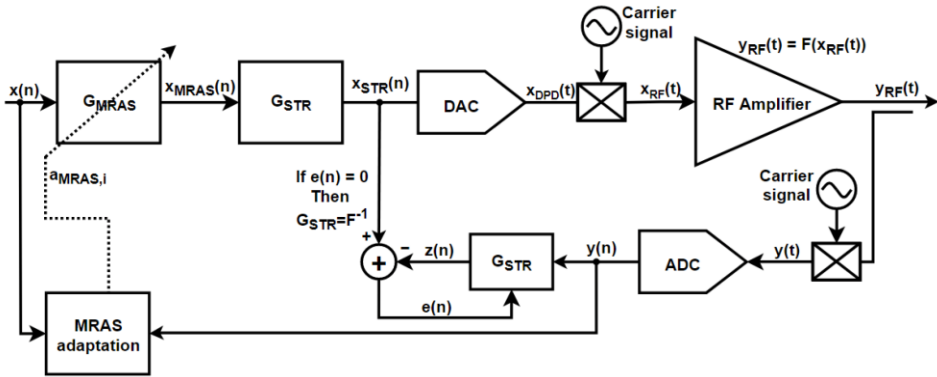 Carrier
signal
y_RF(t) = F(x_RF(t))
x(n)
G_MRAS
x_MRAS(n)
G_STR
x_STR(n)
DAC
x_DPD(t)
x_RF(t)
RF Amplifier
y_RF(t)
a_MRAS,i
If e(n) = 0
Then
G_STR=F^-1
Carrier
signal
+
−
+
z(n)
G_STR
y(n)
ADC
y(t)
e(n)
MRAS
adaptation